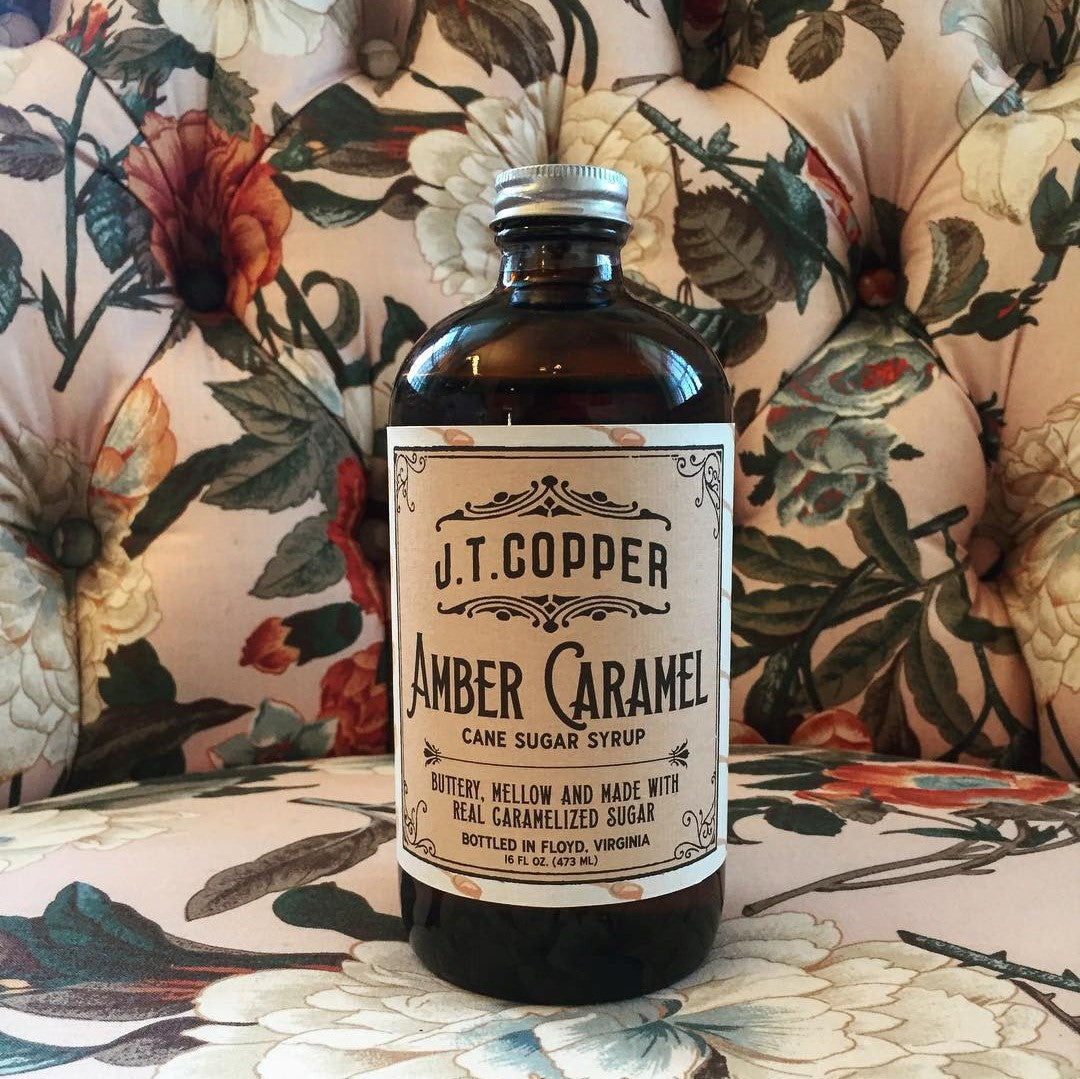 J.T. COPPER
AMBER CARAMEL
CANE SUGAR SYRUP
BUTTERY, MELLOW AND MADE WITH
REAL CARAMELIZED SUGAR
BOTTLED IN FLOYD, VIRGINIA
16 FL OZ. (473 ML)